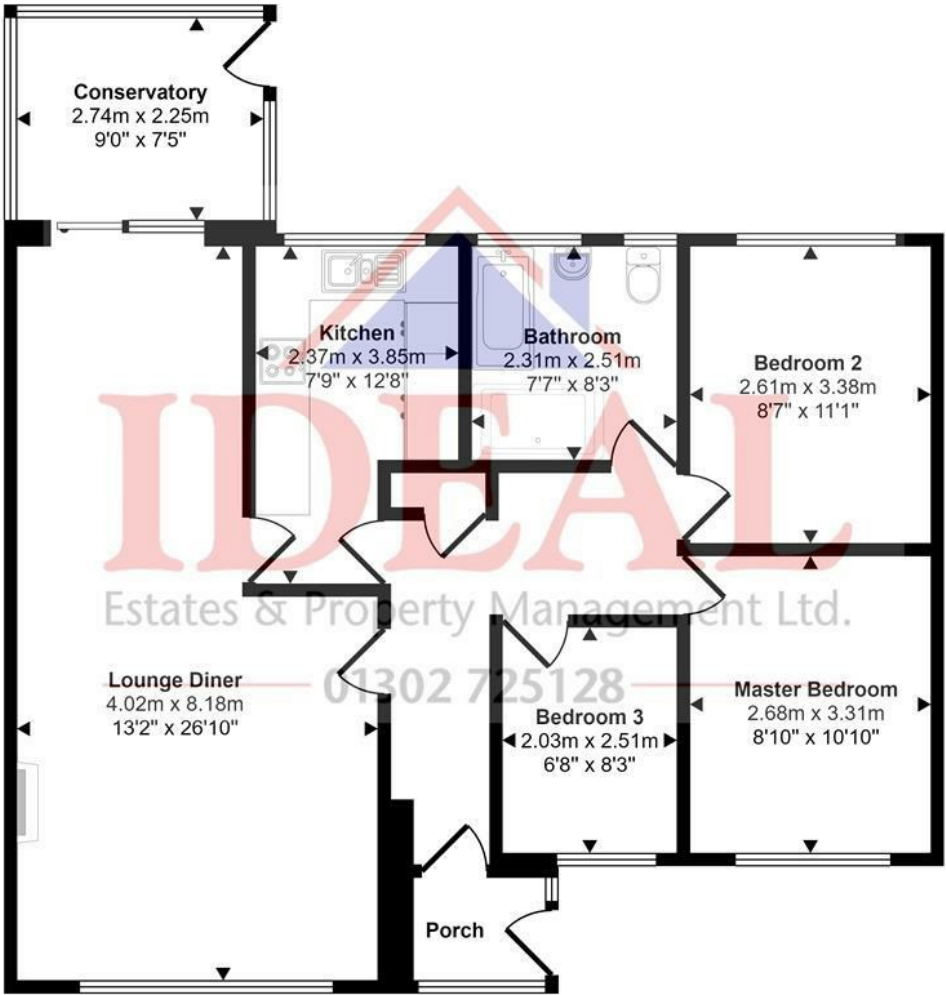 Conservatory
2.74m x 2.25m
9'0" x 7'5"
Kitchen
2.37m x 3.85m
7'9" x 12'8"
Bathroom
2.31m x 2.51m
7'7" x 8'3"
Bedroom 2
2.61m x 3.38m
8'7" x 11'1"
IDEAL
Estates & Property Management Ltd.
01302 725128
Lounge Diner
4.02m x 8.18m
13'2" x 26'10"
Bedroom 3
2.03m x 2.51m
6'8" x 8'3"
Master Bedroom
2.68m x 3.31m
8'10" x 10'10"
Porch